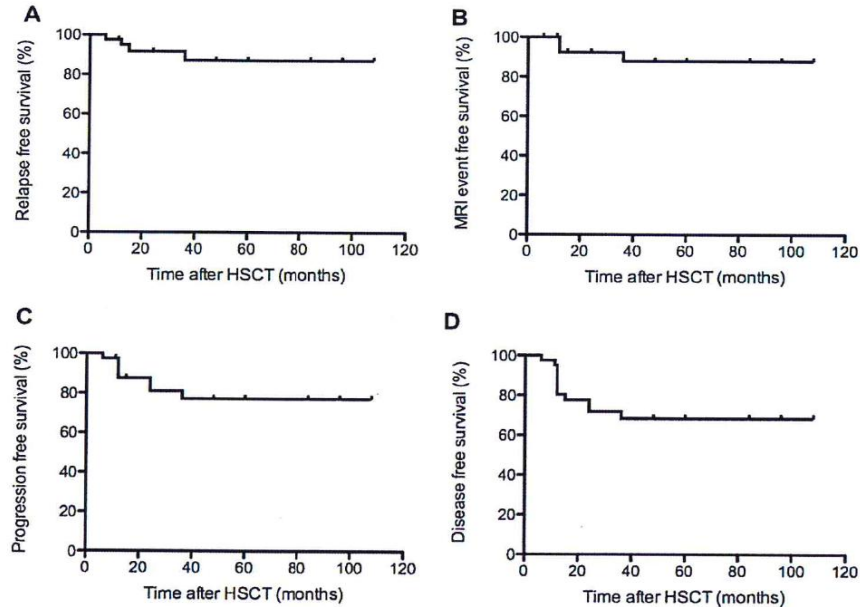 A
Relapse free survival (%)
100
80
60
40
20
0
0 20 40 60 80 100 120
Time after HSCT (months)
B
MRI event free survival (%)
100
80
60
40
20
0
0 20 40 60 80 100 120
Time after HSCT (months)
C
Progression free survival (%)
100
80
60
40
20
0
0 20 40 60 80 100 120
Time after HSCT (months)
D
Disease free survival (%)
100
80
60
40
20
0
0 20 40 60 80 100 120
Time after HSCT (months)